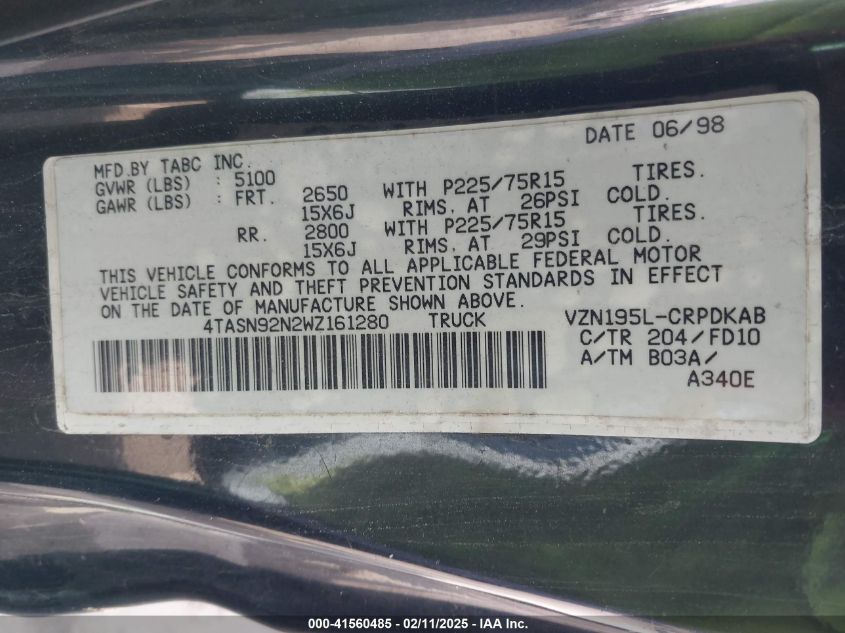 DATE 06/98
MFD.BY TABC INC.
GVWR (LBS) : 5100
GAWR (LBS) : FRT. 2650 WITH P225/75R15 TIRES.
15X6J RIMS. AT 26PSI COLD.
RR. 2800 WITH P225/75R15 TIRES.
15X6J RIMS. AT 29PSI COLD.
THIS VEHICLE CONFORMS TO ALL APPLICABLE FEDERAL MOTOR
VEHICLE SAFETY AND THEFT PREVENTION STANDARDS IN EFFECT
ON THE DATE OF MANUFACTURE SHOWN ABOVE.
4TASN92N2WZ161280 TRUCK VZN195L-CRPDKAB
C/TR 204/FD10
A/TM B03A/
A340E
000-41560485 - 02/11/2025 - IAA Inc.